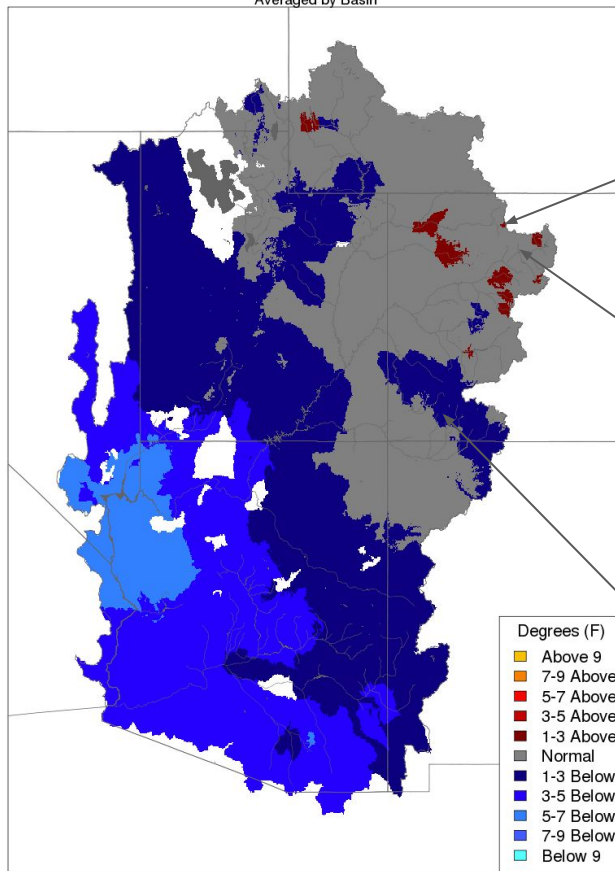 Averaged by Basin
Degrees (F)
Above 9
7-9 Above
5-7 Above
3-5 Above
1-3 Above
Normal
1-3 Below
3-5 Below
5-7 Below
7-9 Below
Below 9